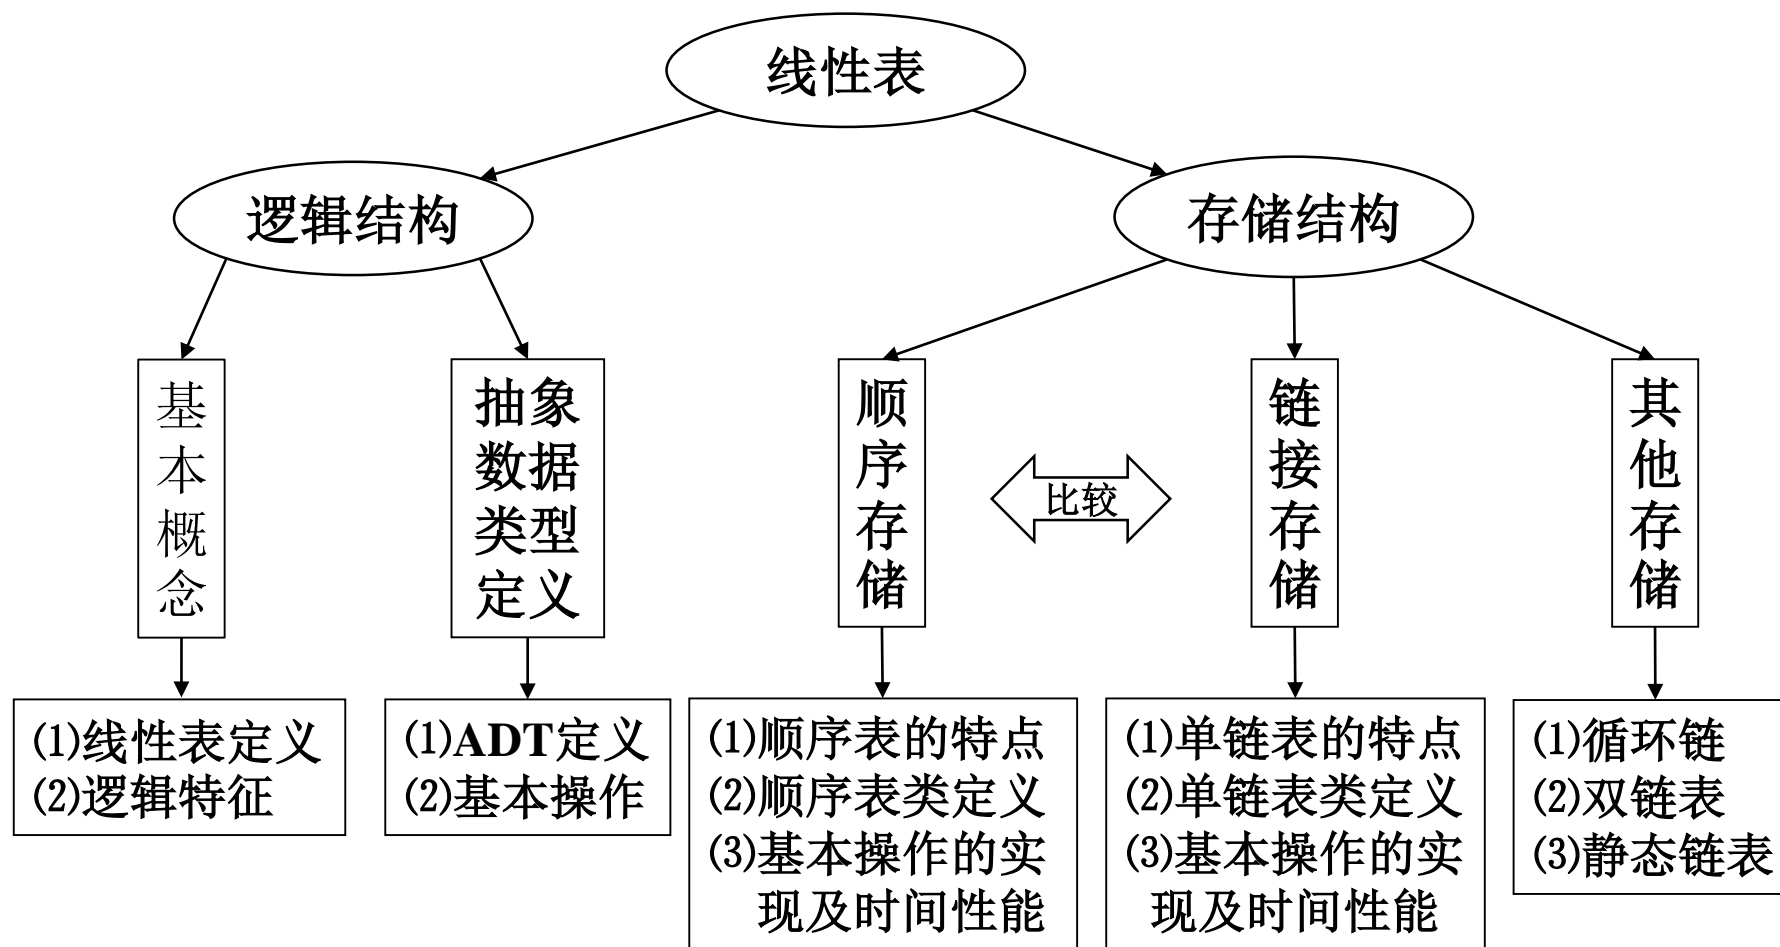 线性表
逻辑结构
存储结构
基本概念
抽象
数据
类型
定义
顺序存储
比较
链接存储
其他存储
⑴线性表定义
⑵逻辑特征
⑴ADT定义
⑵基本操作
⑴顺序表的特点
⑵顺序表类定义
⑶基本操作的实
现及时间性能
⑴单链表的特点
⑵单链表类定义
⑶基本操作的实
现及时间性能
⑴循环链
⑵双链表
⑶静态链表